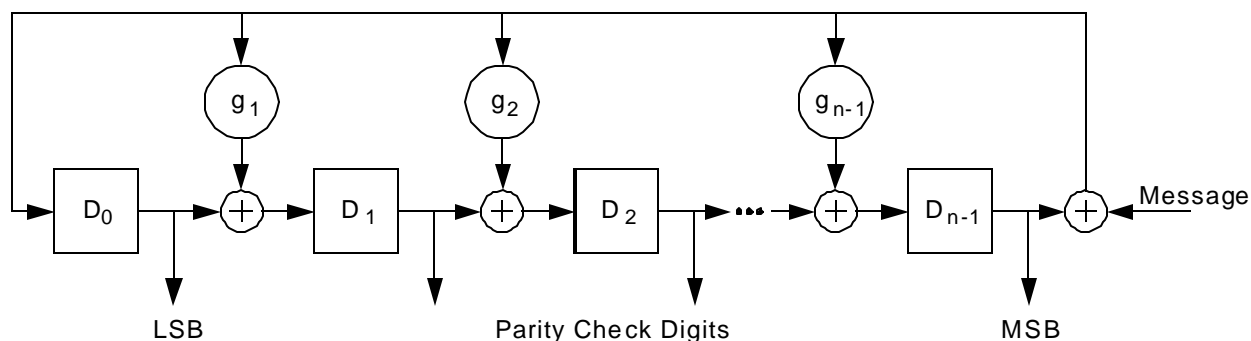 g1
g2
gn-1
D0
D1
D2
Dn-1
Message
LSB
Parity Check Digits
MSB